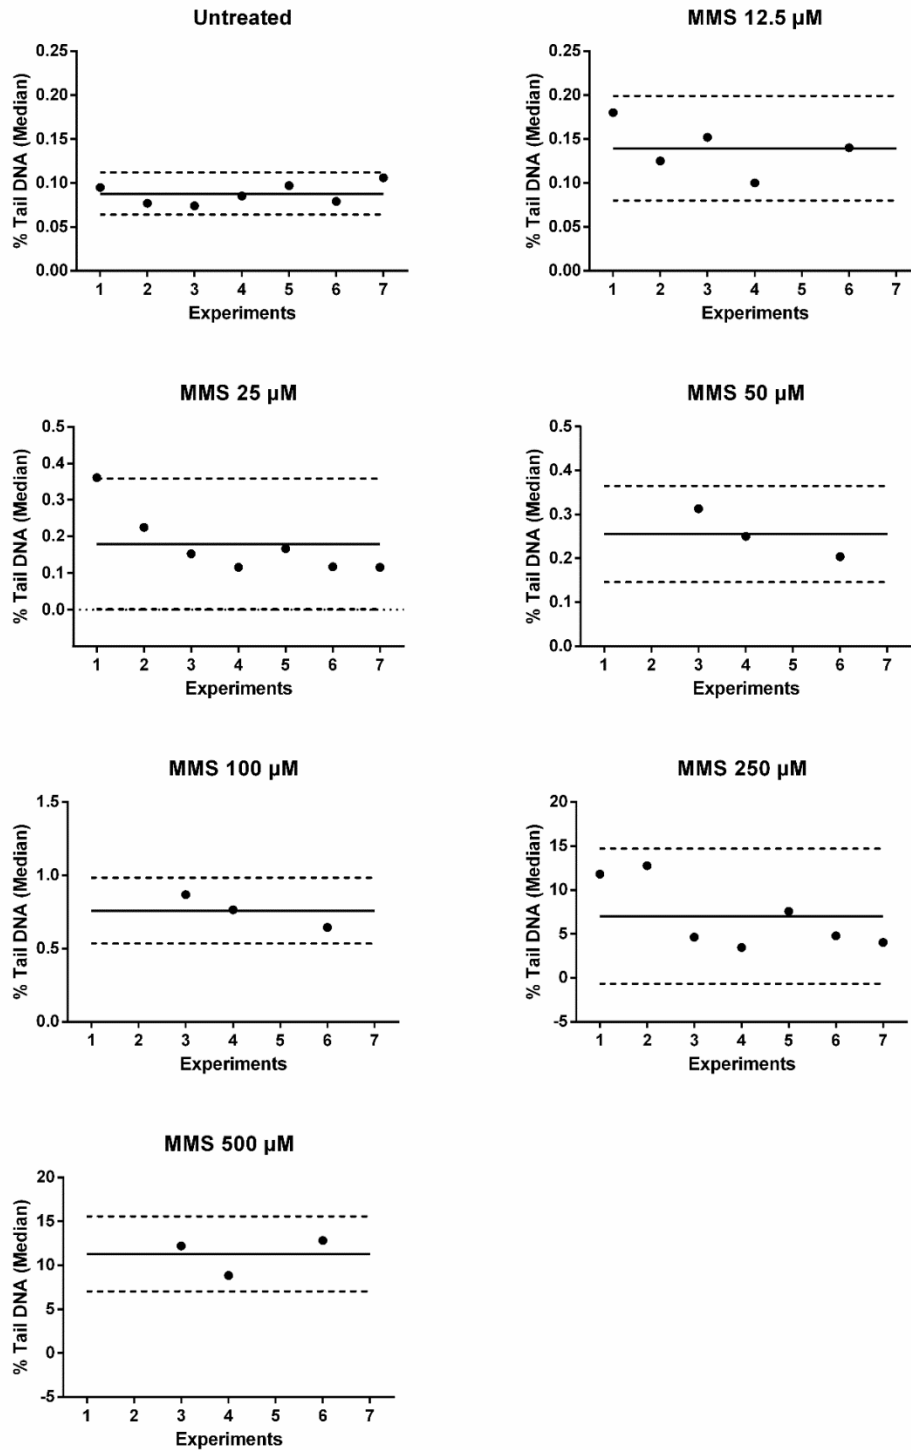 Untreated
% Tail DNA (Median)
0.25
0.20
0.15
0.10
0.05
0.00
1 2 3 4 5 6 7
Experiments
MMS 12.5 µM
% Tail DNA (Median)
0.25
0.20
0.15
0.10
0.05
0.00
1 2 3 4 5 6 7
Experiments
MMS 25 µM
% Tail DNA (Median)
0.5
0.4
0.3
0.2
0.1
0.0
1 2 3 4 5 6 7
Experiments
MMS 50 µM
% Tail DNA (Median)
0.5
0.4
0.3
0.2
0.1
0.0
1 2 3 4 5 6 7
Experiments
MMS 100 µM
% Tail DNA (Median)
1.5
1.0
0.5
0.0
1 2 3 4 5 6 7
Experiments
MMS 250 µM
% Tail DNA (Median)
20
15
10
5
0
-5
1 2 3 4 5 6 7
Experiments
MMS 500 µM
% Tail DNA (Median)
20
15
10
5
0
-5
1 2 3 4 5 6 7
Experiments